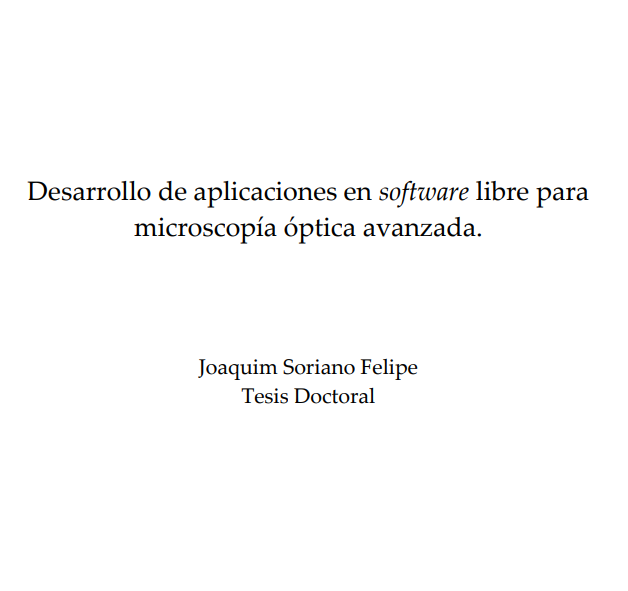 Desarrollo de aplicaciones en software libre para
microscopía óptica avanzada.
Joaquim Soriano Felipe
Tesis Doctoral